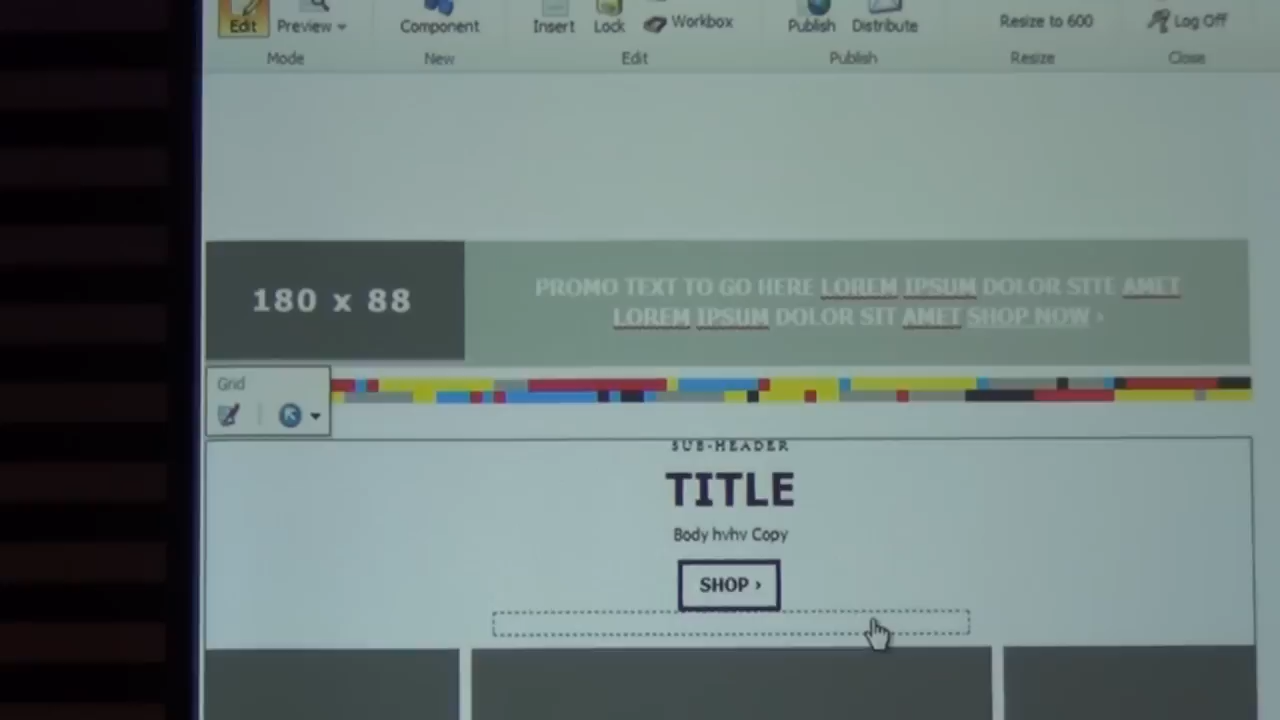 Edit Preview Component Insert Lock Workbox Publish Distribute Resize to 600 Log Off
Mode New Edit Publish Resize Close
180 x 88
PROMO TEXT TO GO HERE LOREM IPSUM DOLOR SITE AMET
LOREM IPSUM DOLOR SIT AMET SHOP NOW ›
Grid
SUB-HEADER
TITLE
Body hvhv Copy
SHOP ›